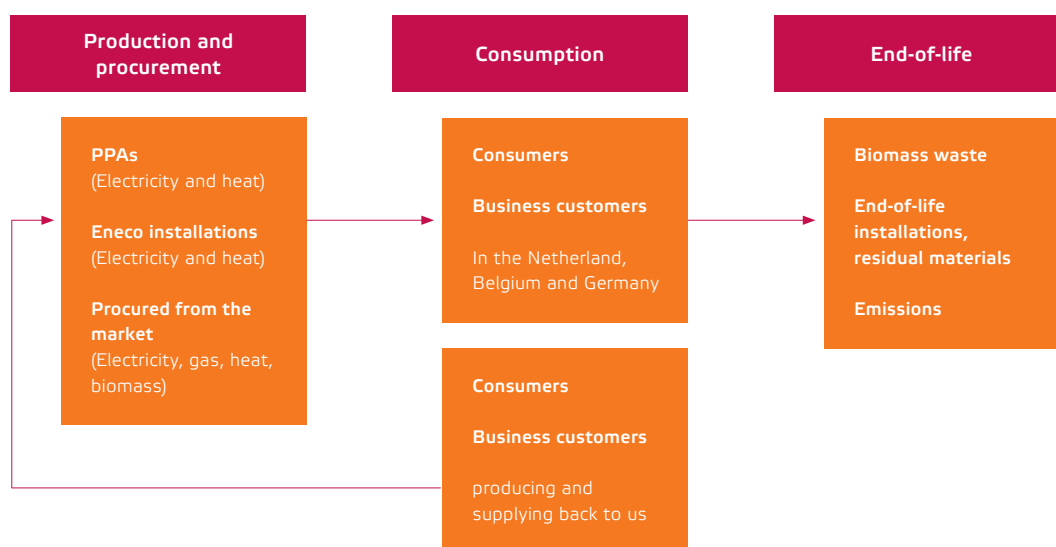 Production and
procurement
Consumption
End-of-life
PPAs
(Electricity and heat)
Eneco installations
(Electricity and heat)
Procured from the
market
(Electricity, gas, heat,
biomass)
Consumers
Business customers
In the Netherland,
Belgium and Germany
Consumers
Business customers
producing and
supplying back to us
Biomass waste
End-of-life
installations,
residual materials
Emissions